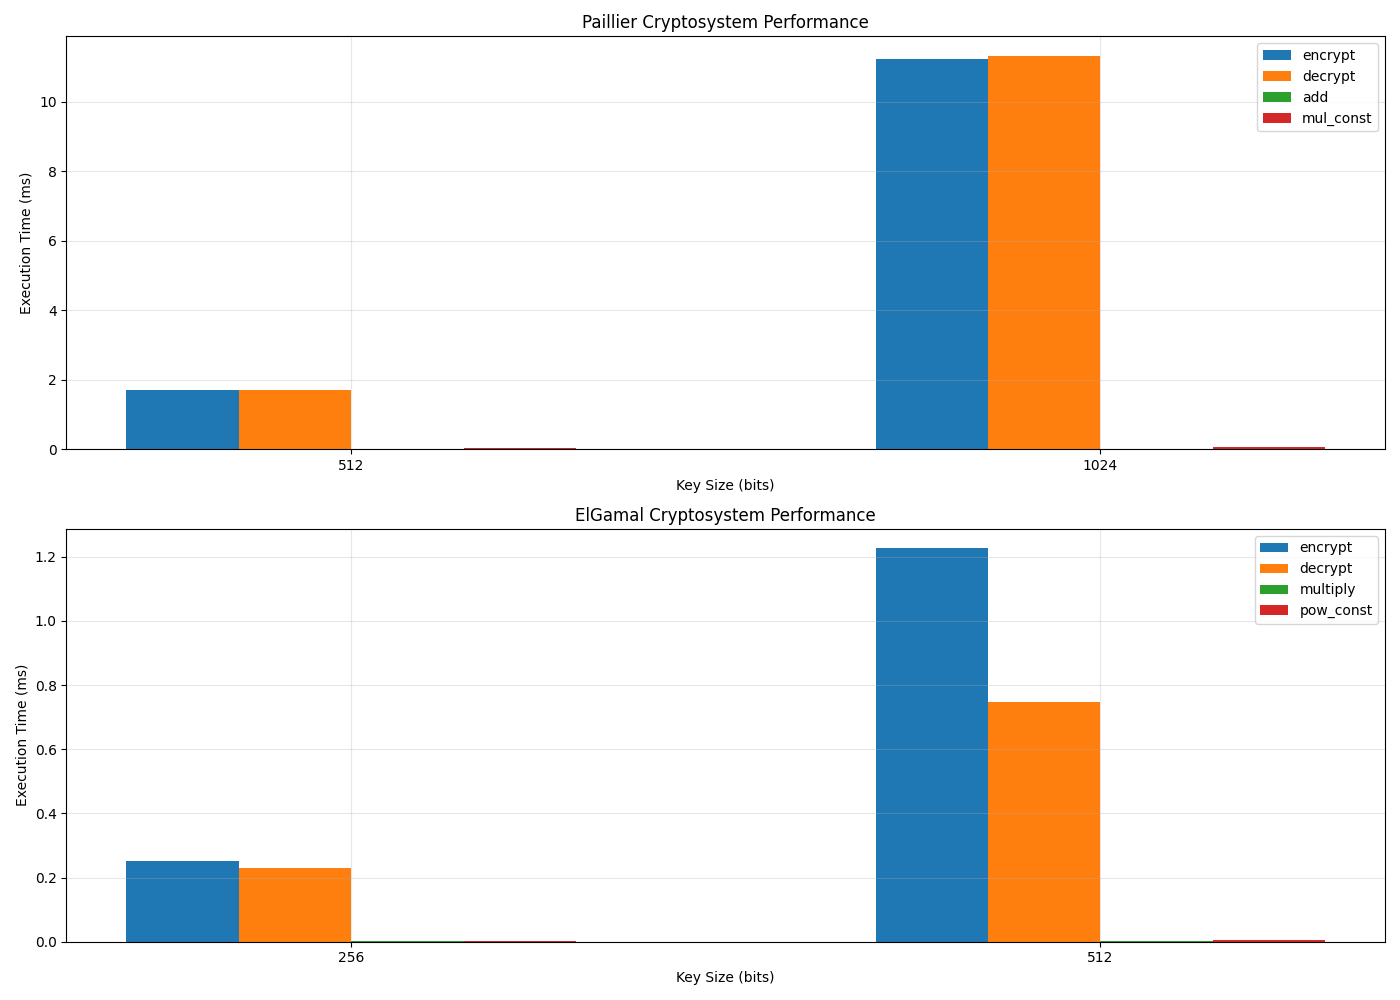 Paillier Cryptosystem Performance
encrypt
decrypt
add
mul_const
Execution Time (ms)
10
8
6
4
2
0
512
1024
Key Size (bits)
ElGamal Cryptosystem Performance
encrypt
decrypt
multiply
pow_const
Execution Time (ms)
1.2
1.0
0.8
0.6
0.4
0.2
0.0
256
512
Key Size (bits)